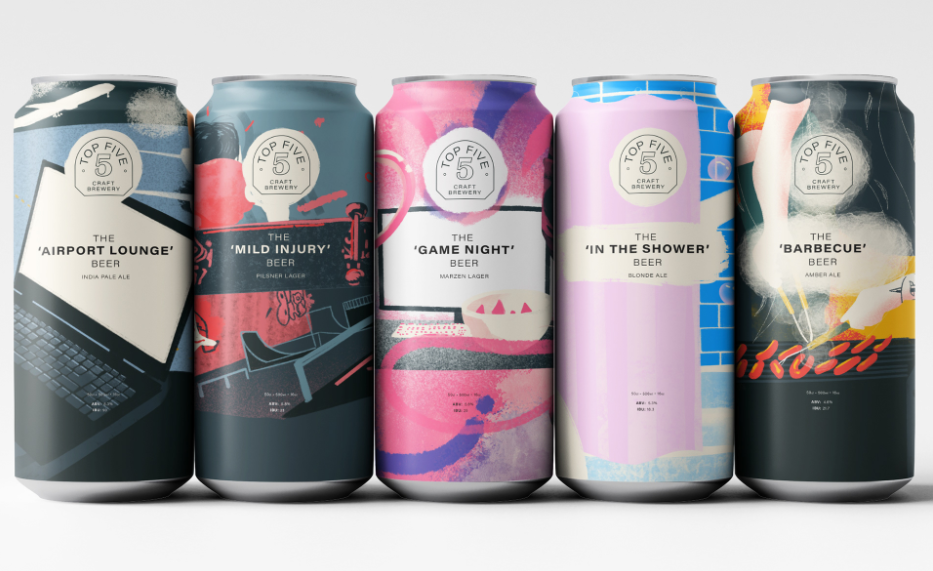 TOP FIVE
5
CRAFT
BREWERY
THE
‘AIRPORT LOUNGE’
BEER
INDIA PALE ALE
TOP FIVE
5
CRAFT
BREWERY
THE
‘MILD INJURY’
BEER
PILSNER LAGER
TOP FIVE
5
CRAFT
BREWERY
THE
‘GAME NIGHT’
BEER
MARZEN LAGER
TOP FIVE
5
CRAFT
BREWERY
THE
‘IN THE SHOWER’
BEER
BLONDE ALE
TOP FIVE
5
CRAFT
BREWERY
THE
‘BARBECUE’
BEER
AMBER ALE